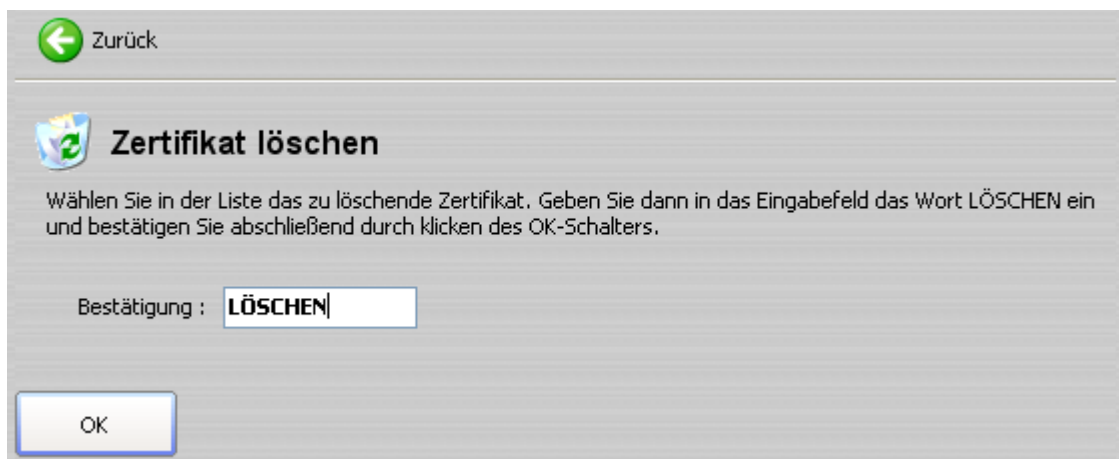 Zurück
Zertifikat löschen
Wählen Sie in der Liste das zu löschende Zertifikat. Geben Sie dann in das Eingabefeld das Wort LÖSCHEN ein
und bestätigen Sie abschließend durch klicken des OK-Schalters.
Bestätigung : LÖSCHEN
OK